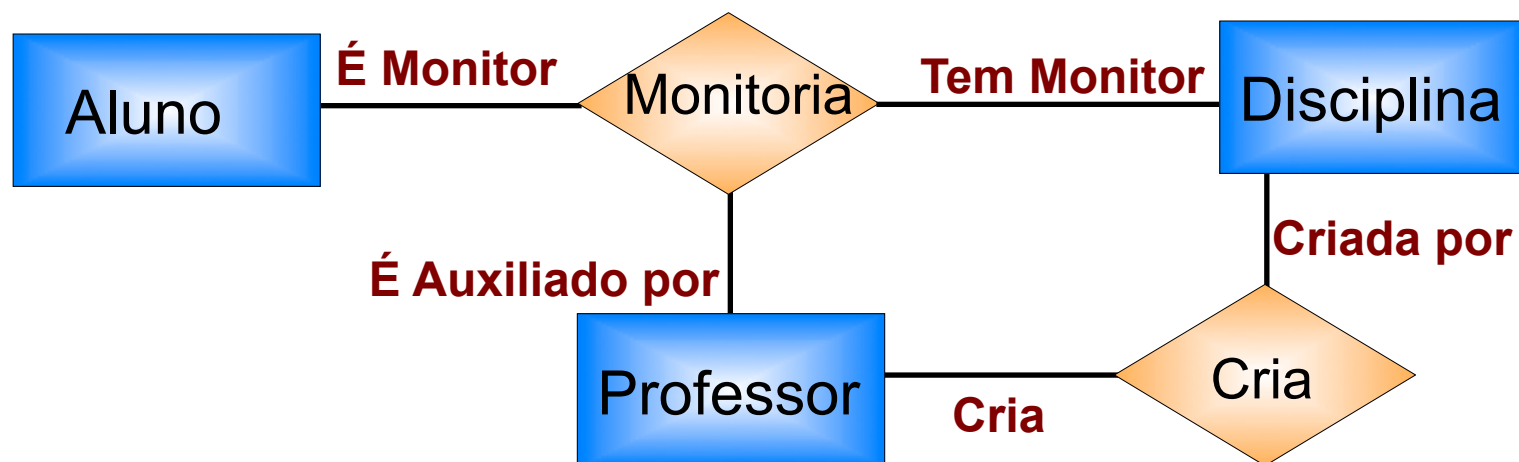 É Monitor
Tem Monitor
Aluno
Monitoria
Disciplina
Criada por
É Auxiliado por
Professor
Cria
Cria